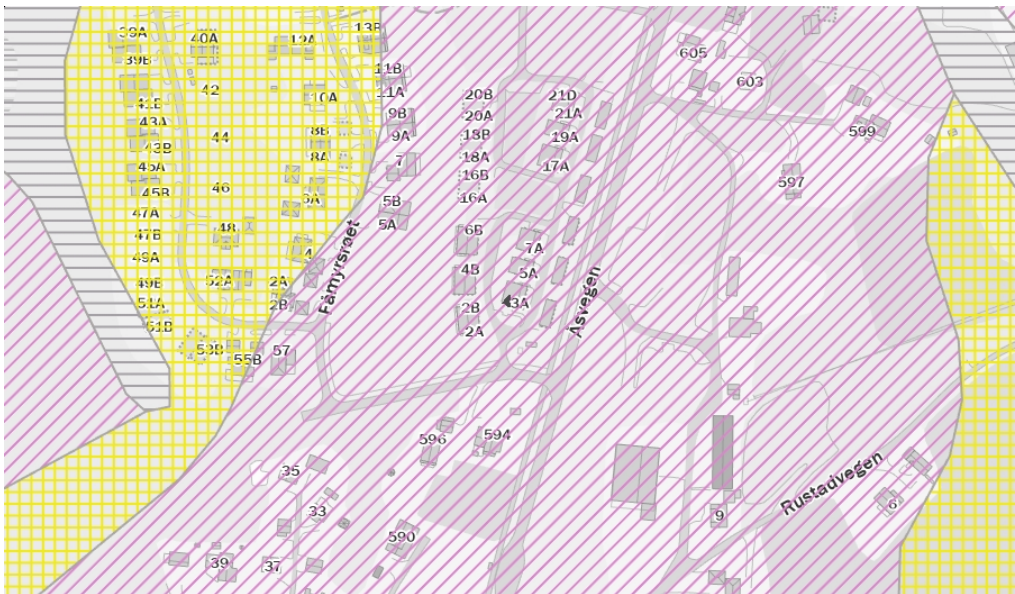 39A
40A
12A
13B
39B
42
10A
41B
43A
44
8B
43B
8A
45A
46
45B
6A
47A
48
47B
49A
4
52A
2A
49B
51A
2B
51B
53B
55B
57
Fåmyrsroet
11B
11A
9B
9A
7
5B
5A
20B
20A
18B
18A
16B
16A
6B
4B
2B
2A
21D
21A
19A
17A
7A
5A
3A
Åsvegen
605
603
599
597
596
594
35
33
39
37
590
9
Rustadvegen
6